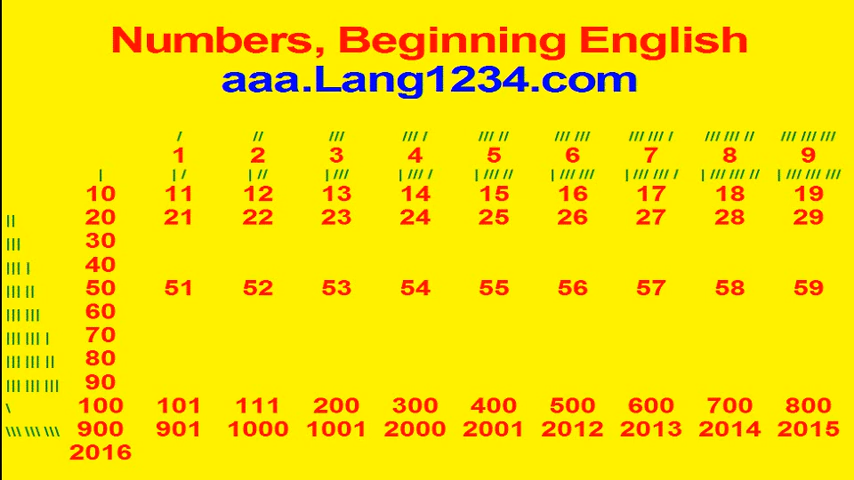 Numbers, Beginning English
aaa.Lang1234.com
/ // /// /// / /// // /// /// /// /// / /// /// // /// /// ///
1 2 3 4 5 6 7 8 9
| | / | // | /// | /// / | /// // | /// /// | /// /// / | /// /// // | /// /// ///
10 11 12 13 14 15 16 17 18 19
|| 20 21 22 23 24 25 26 27 28 29
||| 30
||| | 40
||| || 50 51 52 53 54 55 56 57 58 59
||| ||| 60
||| ||| | 70
||| ||| || 80
||| ||| ||| 90
\ 100 101 111 200 300 400 500 600 700 800
\\\ \\\ \\\ 900 901 1000 1001 2000 2001 2012 2013 2014 2015
2016